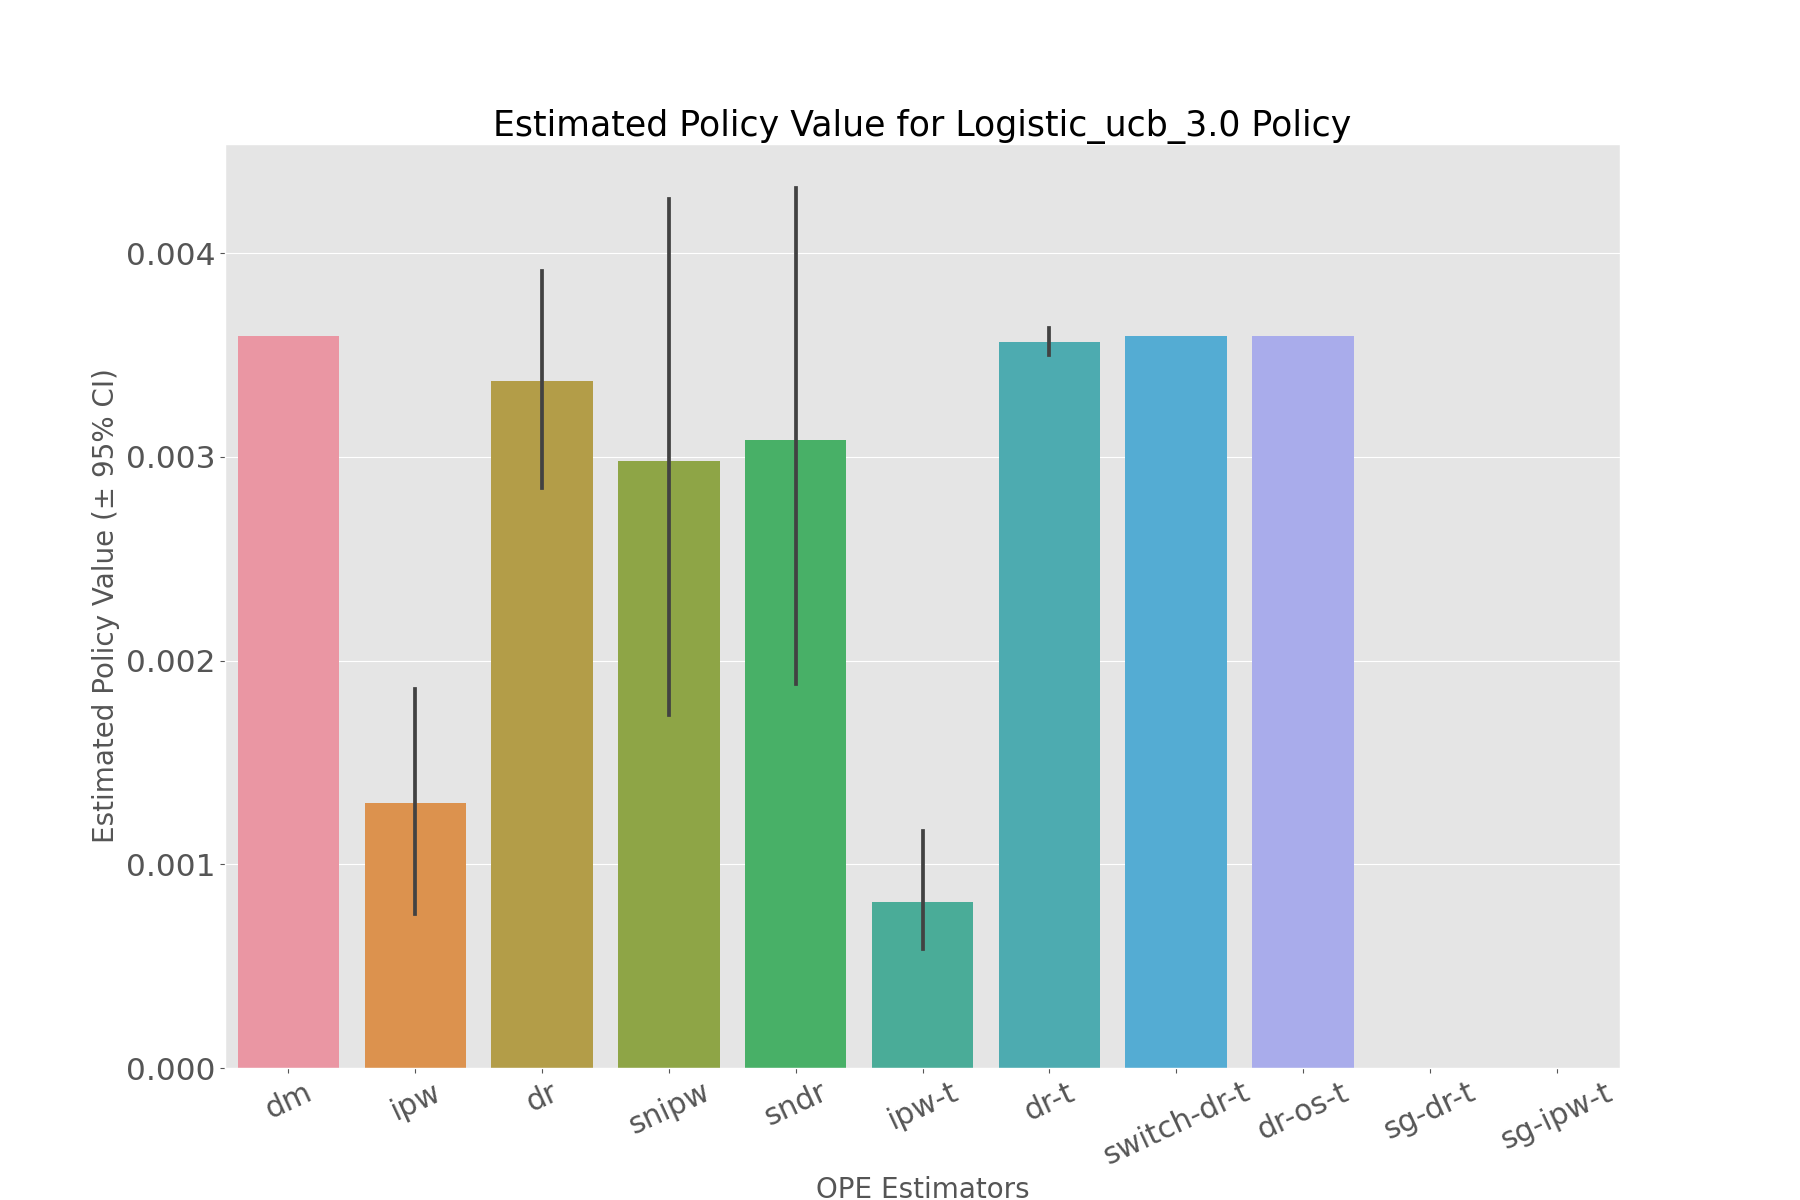 Estimated Policy Value for Logistic_ucb_3.0 Policy
Estimated Policy Value (± 95% CI)
0.004
0.003
0.002
0.001
0.000
dm
ipw
dr
snipw
sndr
ipw-t
dr-t
switch-dr-t
dr-os-t
sg-dr-t
sg-ipw-t
OPE Estimators